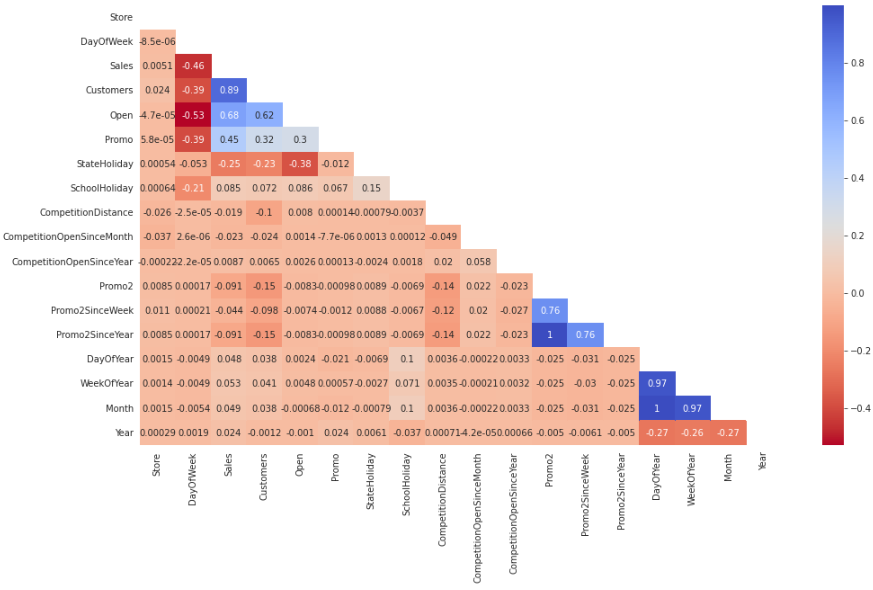 Store
DayOfWeek -8.5e-06
Sales 0.0051 -0.46
Customers 0.024 -0.39 0.89
Open -4.7e-05 -0.53 0.68 0.62
Promo 5.8e-05 -0.39 0.45 0.32 0.3
StateHoliday 0.00054 -0.053 -0.25 -0.23 -0.38 -0.012
SchoolHoliday 0.00064 -0.21 0.085 0.072 0.086 0.067 0.15
CompetitionDistance -0.026 -2.5e-05 -0.019 -0.1 0.008 0.00014 -0.00079 -0.0037
CompetitionOpenSinceMonth -0.037 2.6e-06 -0.023 -0.024 0.0014 -7.7e-06 0.0013 0.00012 -0.049
CompetitionOpenSinceYear -0.00022 -2.2e-05 0.0087 0.0065 0.0026 0.00013 -0.0024 0.0018 0.02 0.058
Promo2 0.0085 0.00017 -0.091 -0.15 -0.0083 -0.00098 0.0089 -0.0069 -0.14 0.022 -0.023
Promo2SinceWeek 0.011 0.00021 -0.044 -0.098 -0.0074 -0.0012 0.0088 -0.0067 -0.12 0.02 -0.027 0.76
Promo2SinceYear 0.0085 0.00017 -0.091 -0.15 -0.0083 -0.00098 0.0089 -0.0069 -0.14 0.022 -0.023 1 0.76
DayOfYear 0.0015 -0.0049 0.048 0.038 0.0024 -0.021 -0.0069 0.1 0.0036 -0.00022 0.0033 -0.025 -0.031 -0.025
WeekOfYear 0.0014 -0.0049 0.053 0.041 0.0048 0.00057 -0.0027 0.071 0.0035 -0.00021 0.0032 -0.025 -0.03 -0.025 0.97
Month 0.0015 -0.0054 0.049 0.038 -0.00068 -0.012 -0.00079 0.1 0.0036 -0.00022 0.0033 -0.025 -0.031 -0.025 1 0.97
Year 0.00029 0.0019 0.024 -0.0012 -0.001 0.024 0.0061 -0.037 0.00071 -4.2e-05 0.00066 -0.005 -0.0061 -0.005 -0.27 -0.26 -0.27
Store
DayOfWeek
Sales
Customers
Open
Promo
StateHoliday
SchoolHoliday
CompetitionDistance
CompetitionOpenSinceMonth
CompetitionOpenSinceYear
Promo2
Promo2SinceWeek
Promo2SinceYear
DayOfYear
WeekOfYear
Month
Year
0.8
0.6
0.4
0.2
0.0
−0.2
−0.4